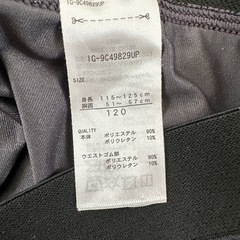 1G-9C49829UP
1G-9C49829UP
SIZE
身長 115～125cm
胴囲 51～57cm
120
QUALITY
本体 ポリエステル 90%
ポリウレタン 10%
ウエストゴム部
ポリエステル 90%
ポリウレタン 10%